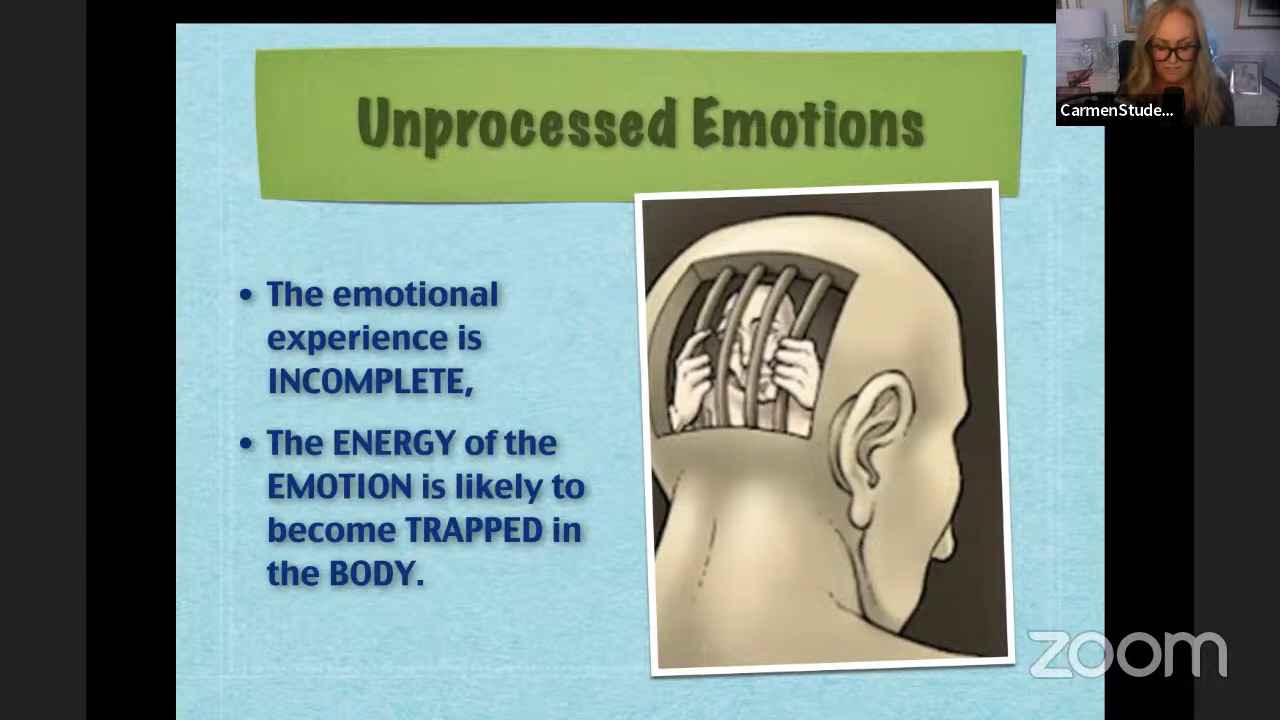 Unprocessed Emotions
CarmenStude...
• The emotional
experience is
INCOMPLETE,
• The ENERGY of the
EMOTION is likely to
become TRAPPED in
the BODY.
zoom